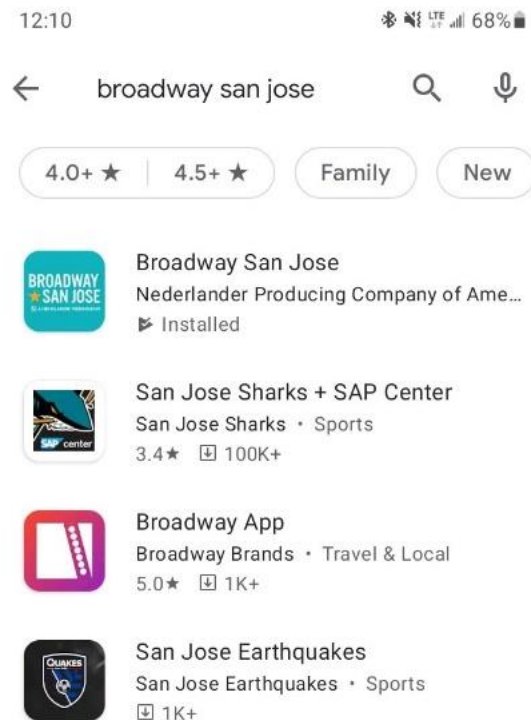 12:10 LTE 68%
broadway san jose
4.0+ ★ 4.5+ ★ Family New
BROADWAY
★SAN JOSE
Broadway San Jose
Nederlander Producing Company of Ame...
Installed
SAP center
San Jose Sharks + SAP Center
San Jose Sharks • Sports
3.4★ 100K+
Broadway App
Broadway Brands • Travel & Local
5.0★ 1K+
QUAKES
San Jose Earthquakes
San Jose Earthquakes • Sports
1K+